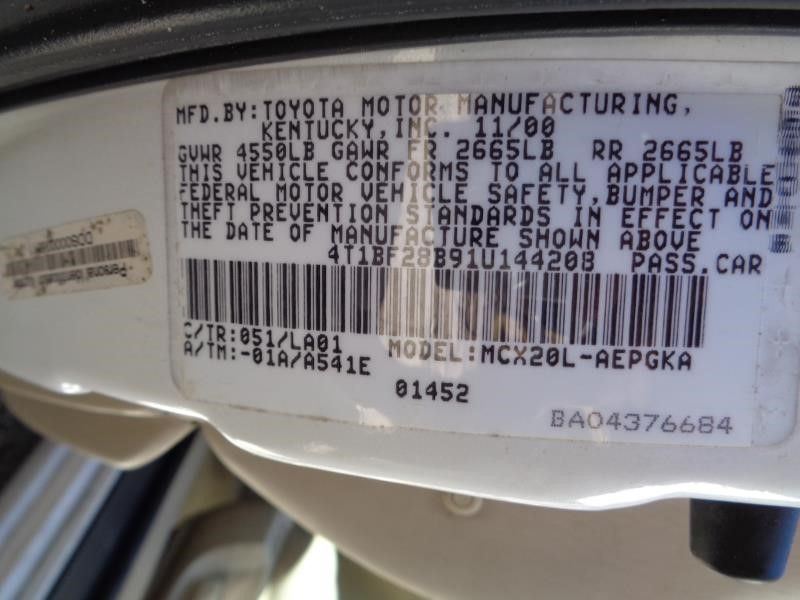 MFD.BY:TOYOTA MOTOR MANUFACTURING,
KENTUCKY,INC. 11/00
GVWR 4550LB GAWR FR 2665LB RR 2665LB
THIS VEHICLE CONFORMS TO ALL APPLICABLE
FEDERAL MOTOR VEHICLE SAFETY,BUMPER AND
THEFT PREVENTION STANDARDS IN EFFECT ON
THE DATE OF MANUFACTURE SHOWN ABOVE
4T1BF28B91U144208 PASS.CAR
C/TR:051/LA01
A/TM:-01A/A541E
MODEL:MCX20L-AEPGKA
01452
BA04376684